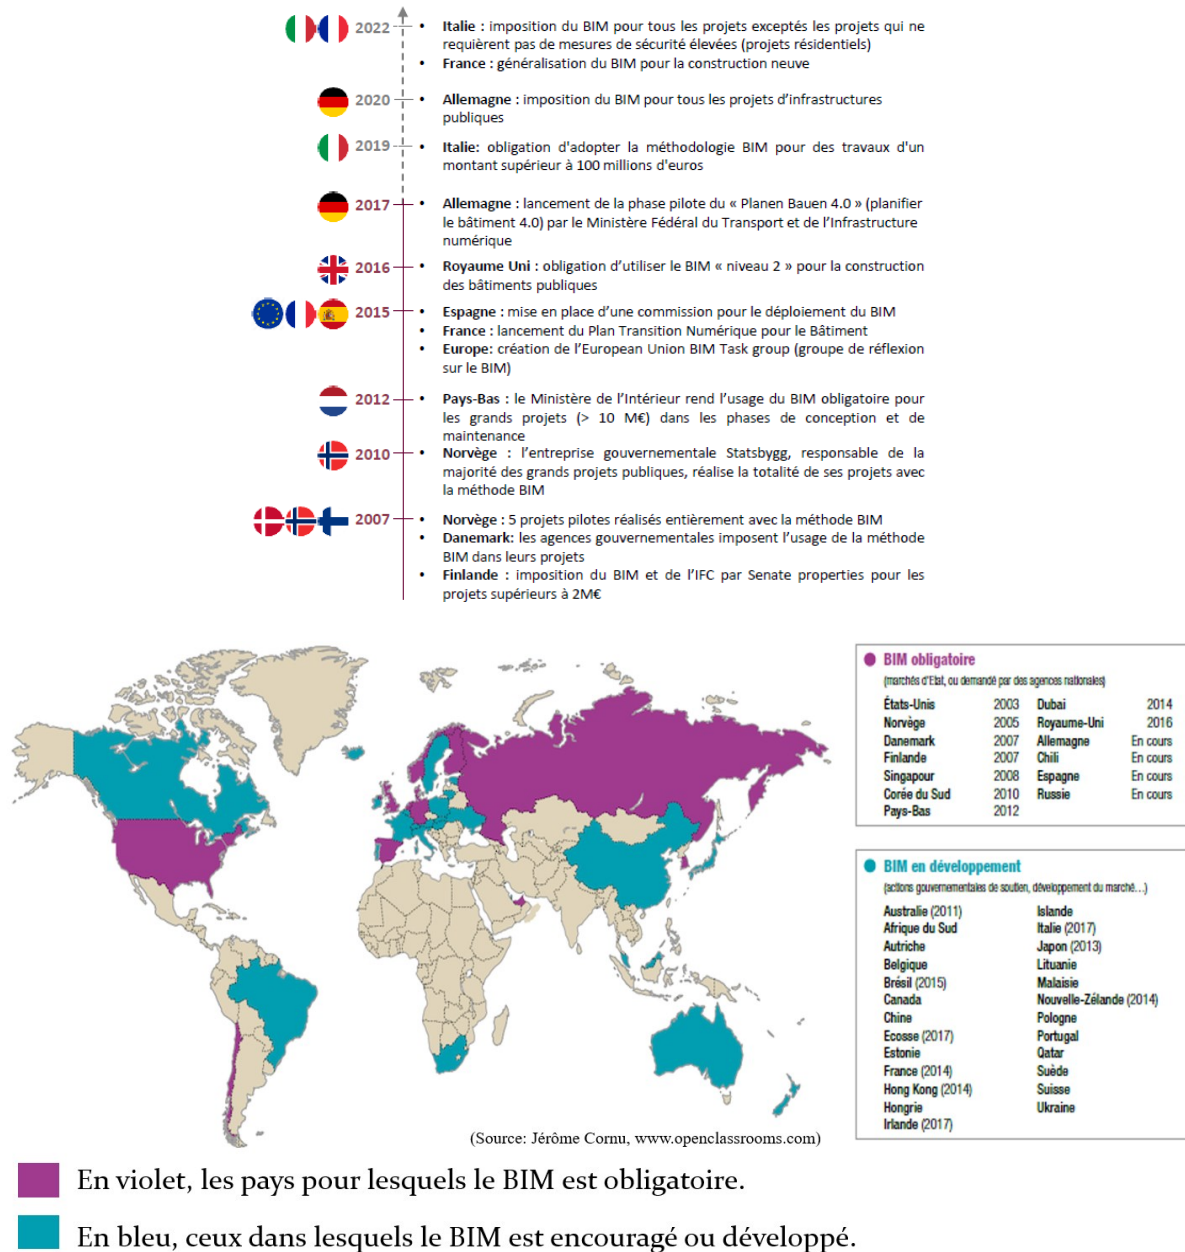 2022
• Italie : imposition du BIM pour tous les projets exceptés les projets qui ne
requièrent pas de mesures de sécurité élevées (projets résidentiels)
• France : généralisation du BIM pour la construction neuve
2020
• Allemagne : imposition du BIM pour tous les projets d'infrastructures
publiques
2019
• Italie: obligation d'adopter la méthodologie BIM pour des travaux d'un
montant supérieur à 100 millions d'euros
2017
• Allemagne : lancement de la phase pilote du « Planen Bauen 4.0 » (planifier
le bâtiment 4.0) par le Ministère Fédéral du Transport et de l'Infrastructure
numérique
2016
• Royaume Uni : obligation d'utiliser le BIM « niveau 2 » pour la construction
des bâtiments publiques
2015
• Espagne : mise en place d'une commission pour le déploiement du BIM
• France : lancement du Plan Transition Numérique pour le Bâtiment
• Europe: création de l'European Union BIM Task group (groupe de réflexion
sur le BIM)
2012
• Pays-Bas : le Ministère de l'Intérieur rend l'usage du BIM obligatoire pour
les grands projets (> 10 M€) dans les phases de conception et de
maintenance
2010
• Norvège : l'entreprise gouvernementale Statsbygg, responsable de la
majorité des grands projets publiques, réalise la totalité de ses projets avec
la méthode BIM
2007
• Norvège : 5 projets pilotes réalisés entièrement avec la méthode BIM
• Danemark: les agences gouvernementales imposent l'usage de la méthode
BIM dans leurs projets
• Finlande : imposition du BIM et de l'IFC par Senate properties pour les
projets supérieurs à 2M€
BIM obligatoire
(marchés d'Etat, ou demandé par des agences nationales)
États-Unis 2003 Dubai 2014
Norvège 2005 Royaume-Uni 2016
Danemark 2007 Allemagne En cours
Finlande 2007 Chili En cours
Singapour 2008 Espagne En cours
Corée du Sud 2010 Russie En cours
Pays-Bas 2012
BIM en développement
(actions gouvernementales de soutien, développement du marché...)
Australie (2011) Islande
Afrique du Sud Italie (2017)
Autriche Japon (2013)
Belgique Lituanie
Brésil (2015) Malaisie
Canada Nouvelle-Zélande (2014)
Chine Pologne
Ecosse (2017) Portugal
Estonie Qatar
France (2014) Suède
Hong Kong (2014) Suisse
Hongrie Ukraine
Irlande (2017)
(Source: Jérôme Cornu, www.openclassrooms.com)
En violet, les pays pour lesquels le BIM est obligatoire.
En bleu, ceux dans lesquels le BIM est encouragé ou développé.